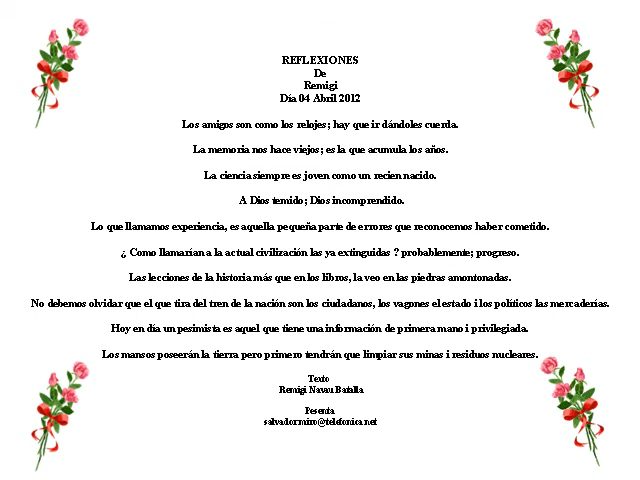 REFLEXIONES
De
Remigi
Día 04 Abril 2012
Los amigos son como los relojes; hay que ir dándoles cuerda.
La memoria nos hace viejos; es la que acumula los años.
La ciencia siempre es joven como un recien nacido.
A Dios temido; Dios incomprendido.
Lo que llamamos experiencia, es aquella pequeña parte de errores que reconocemos haber cometido.
¿ Como llamarían a la actual civilización las ya extinguidas ? probablemente; progreso.
Las lecciones de la historia más que en los libros, la veo en las piedras amontonadas.
No debemos olvidar que el que tira del tren de la nación son los ciudadanos, los vagones el estado i los políticos las mercaderías.
Hoy en día un pesimista es aquel que tiene una información de primera mano i privilegiada.
Los mansos poseerán la tierra pero primero tendrán que limpiar sus minas i residuos nucleares.
Texto
Remigi Navau Batalla
Pesenta
salvadormiro@telefonica.net